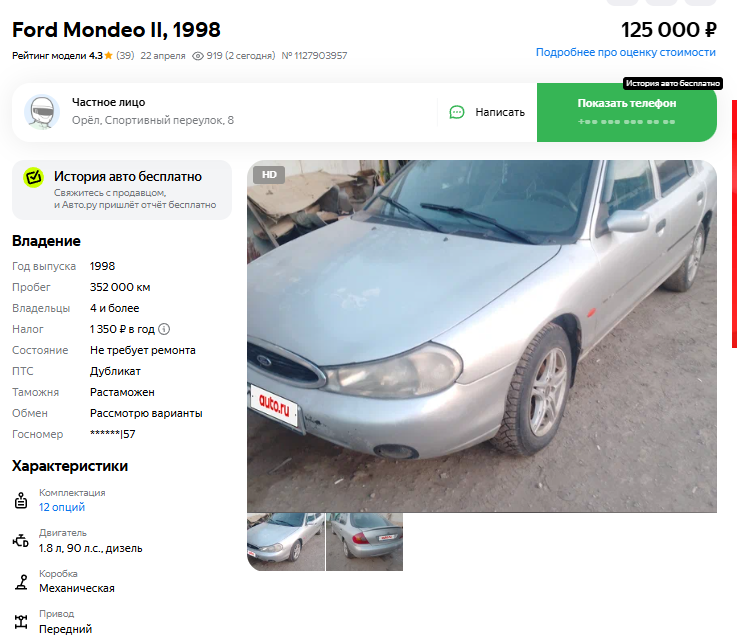 Ford Mondeo II, 1998
125 000 ₽
Рейтинг модели 4.3 ★ (39) 22 апреля 919 (2 сегодня) № 1127903957
Подробнее про оценку стоимости
История авто бесплатно
Частное лицо
Орёл, Спортивный переулок, 8
Написать
Показать телефон
+•• ••• ••• •• ••
История авто бесплатно
Свяжитесь с продавцом,
и Авто.ру пришлёт отчёт бесплатно
HD
Владение
Год выпуска 1998
Пробег 352 000 км
Владельцы 4 и более
Налог 1 350 ₽ в год
Состояние Не требует ремонта
ПТС Дубликат
Таможня Растаможен
Обмен Рассмотрю варианты
Госномер ******|57
auto.ru
Характеристики
Комплектация
12 опций
Двигатель
1.8 л, 90 л.с., дизель
Коробка
Механическая
Привод
Передний